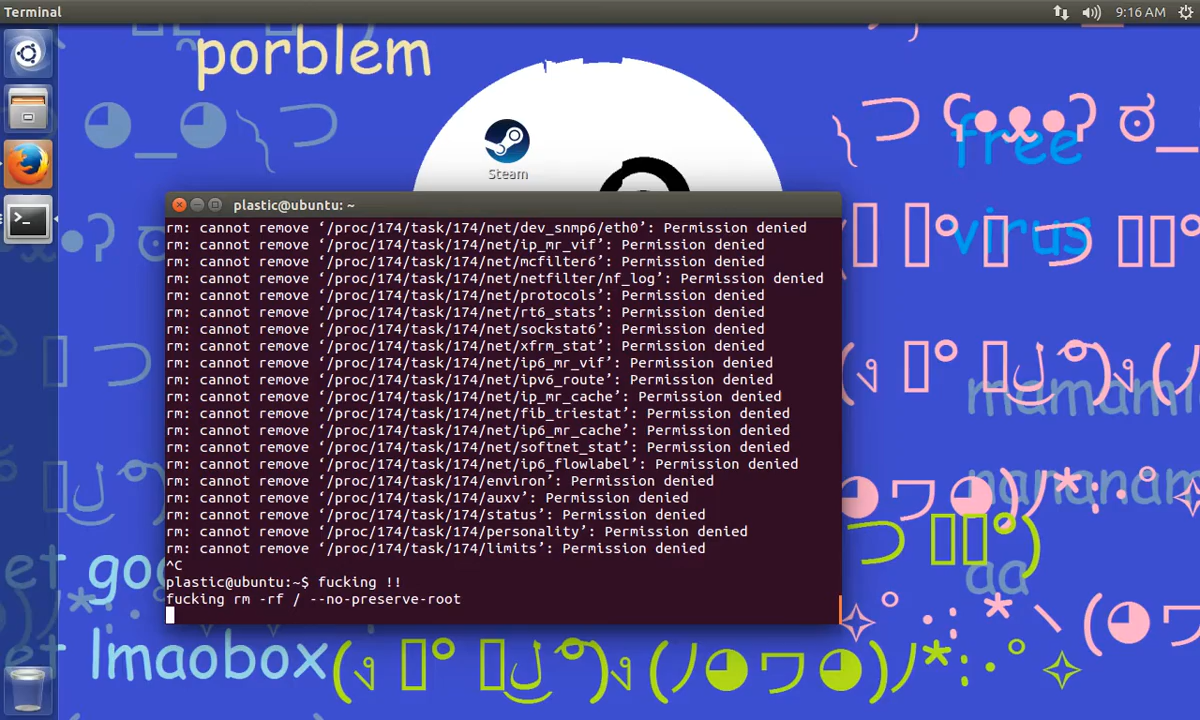 Terminal
9:16 AM
porblem
free
Steam
virus
plastic@ubuntu: ~
rm: cannot remove ‘/proc/174/task/174/net/dev_snmp6/eth0’: Permission denied
rm: cannot remove ‘/proc/174/task/174/net/ip_mr_vif’: Permission denied
rm: cannot remove ‘/proc/174/task/174/net/mcfilter6’: Permission denied
rm: cannot remove ‘/proc/174/task/174/net/netfilter/nf_log’: Permission denied
rm: cannot remove ‘/proc/174/task/174/net/protocols’: Permission denied
rm: cannot remove ‘/proc/174/task/174/net/rt6_stats’: Permission denied
rm: cannot remove ‘/proc/174/task/174/net/sockstat6’: Permission denied
rm: cannot remove ‘/proc/174/task/174/net/xfrm_stat’: Permission denied
rm: cannot remove ‘/proc/174/task/174/net/ip6_mr_vif’: Permission denied
rm: cannot remove ‘/proc/174/task/174/net/ipv6_route’: Permission denied
rm: cannot remove ‘/proc/174/task/174/net/ip_mr_cache’: Permission denied
rm: cannot remove ‘/proc/174/task/174/net/fib_triestat’: Permission denied
rm: cannot remove ‘/proc/174/task/174/net/ip6_mr_cache’: Permission denied
rm: cannot remove ‘/proc/174/task/174/net/softnet_stat’: Permission denied
rm: cannot remove ‘/proc/174/task/174/net/ip6_flowlabel’: Permission denied
rm: cannot remove ‘/proc/174/task/174/environ’: Permission denied
rm: cannot remove ‘/proc/174/task/174/auxv’: Permission denied
rm: cannot remove ‘/proc/174/task/174/status’: Permission denied
rm: cannot remove ‘/proc/174/task/174/personality’: Permission denied
rm: cannot remove ‘/proc/174/task/174/limits’: Permission denied
^C
plastic@ubuntu:~$ fucking !!
fucking rm -rf / --no-preserve-root
mamami
nananam
aa
et
lmaobox